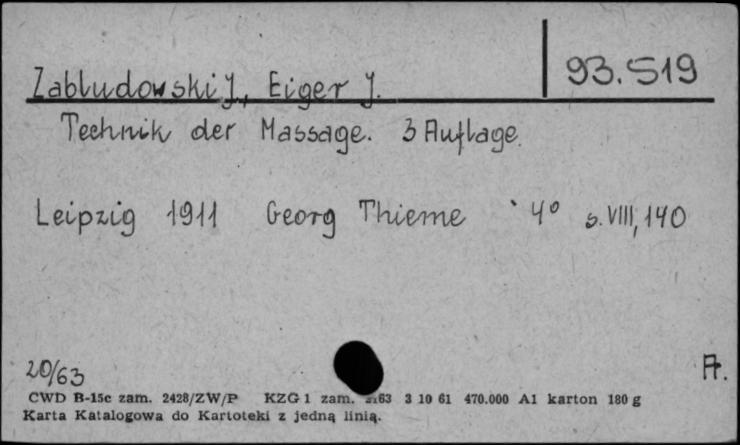 93.519
Zabludowski J., Eiger J.
Technik der Massage. 3 Auflage.
Leipzig 1911 Georg Thieme 4° s. VIII, 140
20/63
CWD B-15c zam. 2428/ZW/P KZG 1 zam. 63 3 10 61 470.000 A1 karton 180 g
Karta Katalogowa do Kartoteki z jedną linią.